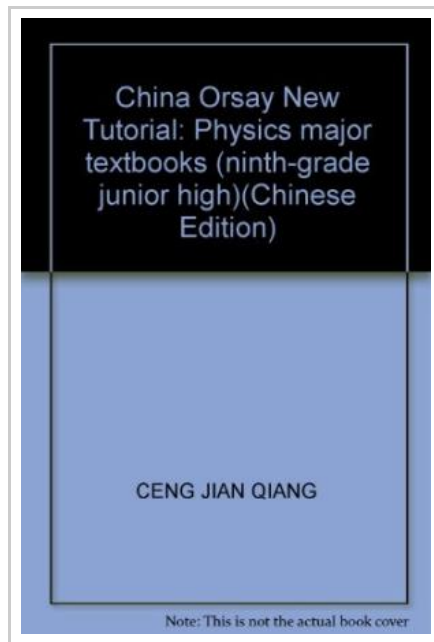 China Orsay New
Tutorial: Physics major
textbooks (ninth-grade
junior high)(Chinese
Edition)
CENG JIAN QIANG
Note: This is not the actual book cover